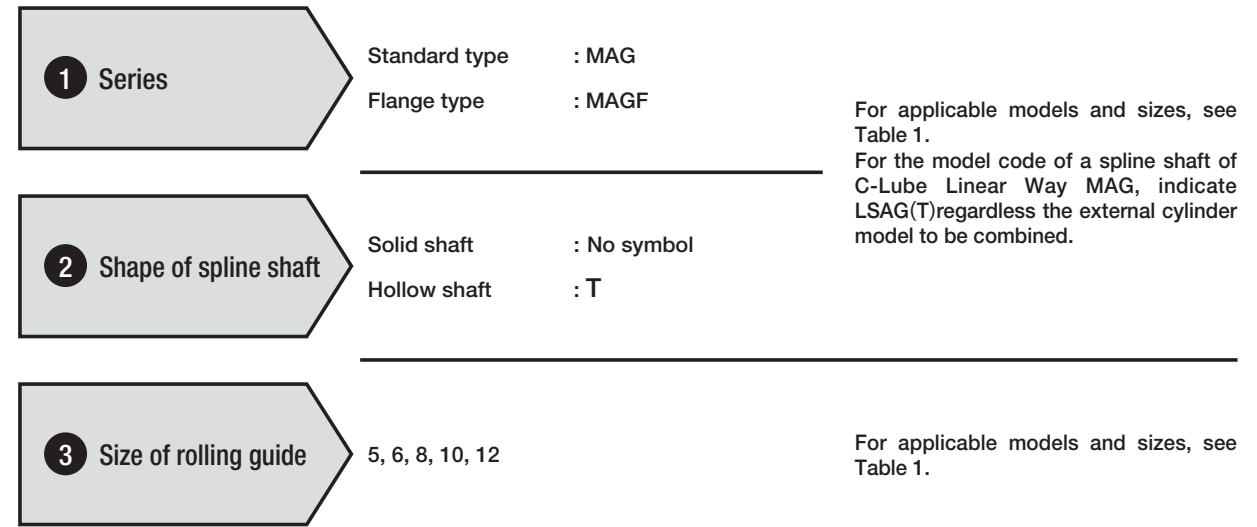 1 Series
Standard type : MAG
Flange type : MAGF
For applicable models and sizes, see
Table 1.
For the model code of a spline shaft of
C-Lube Linear Way MAG, indicate
LSAG(T)regardless the external cylinder
model to be combined.
2 Shape of spline shaft
Solid shaft : No symbol
Hollow shaft : T
3 Size of rolling guide
5, 6, 8, 10, 12
For applicable models and sizes, see
Table 1.